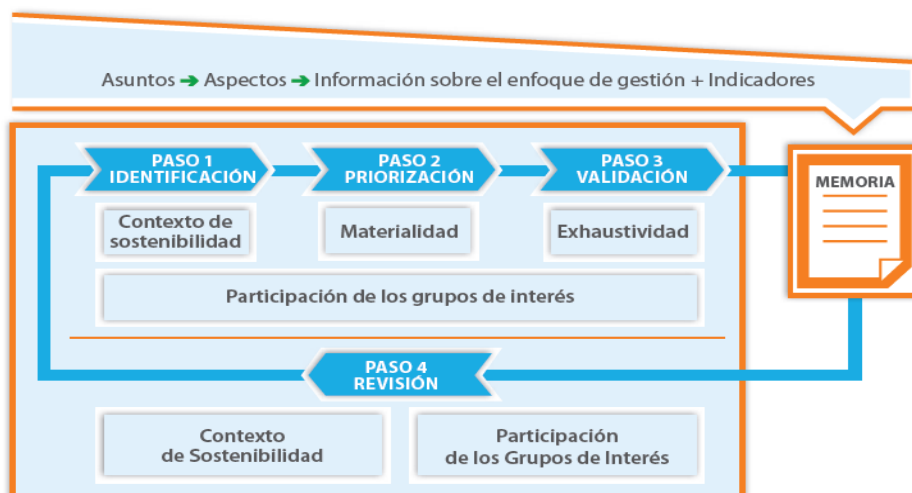 Asuntos ➔ Aspectos ➔ Información sobre el enfoque de gestión + Indicadores
PASO 1
IDENTIFICACIÓN
PASO 2
PRIORIZACIÓN
PASO 3
VALIDACIÓN
MEMORIA
Contexto de
sostenibilidad
Materialidad
Exhaustividad
Participación de los grupos de interés
PASO 4
REVISIÓN
Contexto
de Sostenibilidad
Participación
de los Grupos de Interés